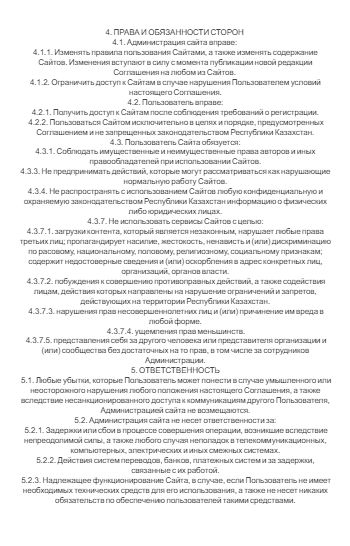 4. ПРАВА И ОБЯЗАННОСТИ СТОРОН
4.1. Администрация сайта вправе:
4.1.1. Изменять правила пользования Сайтами, а также изменять содержание
Сайтов. Изменения вступают в силу с момента публикации новой редакции
Соглашения на любом из Сайтов.
4.1.2. Ограничить доступ к Сайтам в случае нарушения Пользователем условий
настоящего Соглашения.
4.2. Пользователь вправе:
4.2.1. Получить доступ к Сайтам после соблюдения требований о регистрации.
4.2.2. Пользоваться Сайтом исключительно в целях и порядке, предусмотренных
Соглашением и не запрещенных законодательством Республики Казахстан.
4.3. Пользователь Сайта обязуется:
4.3.1. Соблюдать имущественные и неимущественные права авторов и иных
правообладателей при использовании Сайтов.
4.3.3. Не предпринимать действий, которые могут рассматриваться как нарушающие
нормальную работу Сайтов.
4.3.4. Не распространять с использованием Сайтов любую конфиденциальную и
охраняемую законодательством Республики Казахстан информацию о физических
либо юридических лицах.
4.3.7. Не использовать сервисы Сайтов с целью:
4.3.7.1. загрузки контента, который является незаконным, нарушает любые права
третьих лиц; пропагандирует насилие, жестокость, ненависть и (или) дискриминацию
по расовому, национальному, половому, религиозному, социальному признакам;
содержит недостоверные сведения и (или) оскорбления в адрес конкретных лиц,
организаций, органов власти.
4.3.7.2. побуждения к совершению противоправных действий, а также содействия
лицам, действия которых направлены на нарушение ограничений и запретов,
действующих на территории Республики Казахстан.
4.3.7.3. нарушения прав несовершеннолетних лиц и (или) причинение им вреда в
любой форме.
4.3.7.4. ущемления прав меньшинств.
4.3.7.5. представления себя за другого человека или представителя организации и
(или) сообщества без достаточных на то прав, в том числе за сотрудников
Администрации.
5. ОТВЕТСТВЕННОСТЬ
5.1. Любые убытки, которые Пользователь может понести в случае умышленного или
неосторожного нарушения любого положения настоящего Соглашения, а также
вследствие несанкционированного доступа к коммуникациям другого Пользователя,
Администрацией сайта не возмещаются.
5.2. Администрация сайта не несет ответственности за:
5.2.1. Задержки или сбои в процессе совершения операции, возникшие вследствие
непреодолимой силы, а также любого случая неполадок в телекоммуникационных,
компьютерных, электрических и иных смежных системах.
5.2.2. Действия систем переводов, банков, платежных систем и за задержки,
связанные с их работой.
5.2.3. Надлежащее функционирование Сайта, в случае, если Пользователь не имеет
необходимых технических средств для его использования, а также не несет никаких
обязательств по обеспечению пользователей такими средствами.